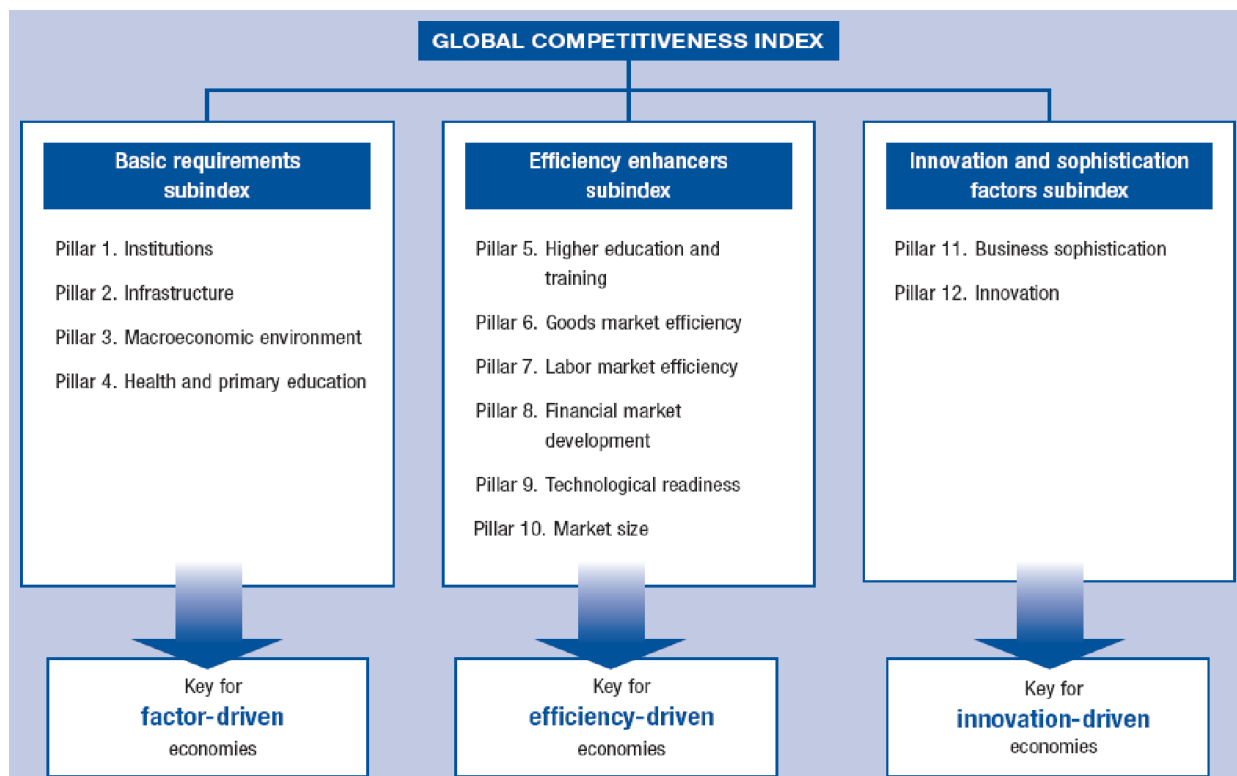 GLOBAL COMPETITIVENESS INDEX
Basic requirements
subindex
Pillar 1. Institutions
Pillar 2. Infrastructure
Pillar 3. Macroeconomic environment
Pillar 4. Health and primary education
Key for
factor-driven
economies
Efficiency enhancers
subindex
Pillar 5. Higher education and
training
Pillar 6. Goods market efficiency
Pillar 7. Labor market efficiency
Pillar 8. Financial market
development
Pillar 9. Technological readiness
Pillar 10. Market size
Key for
efficiency-driven
economies
Innovation and sophistication
factors subindex
Pillar 11. Business sophistication
Pillar 12. Innovation
Key for
innovation-driven
economies